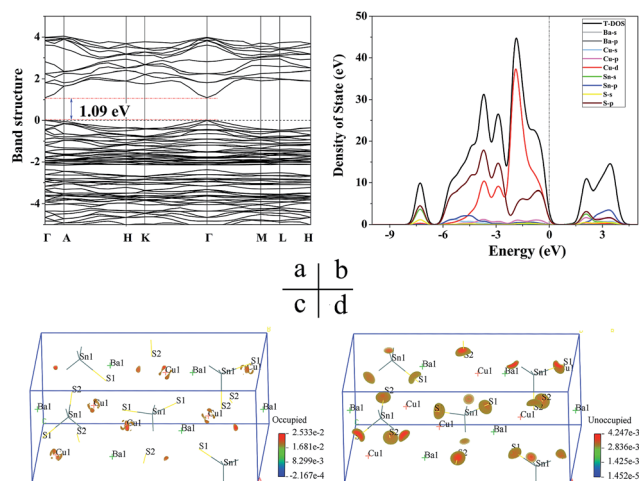 Band structure
4
2
0
-2
-4
1.09 eV
Γ A H K Γ M L H
Density of State (eV)
50
40
30
20
10
0
-6 -3 0 3
Energy (eV)
T-DOS
Ba-s
Ba-p
Cu-s
Cu-p
Cu-d
Sn-s
Sn-p
S-s
S-p
a b
c d
S2
Sn1 Ba1 S1
S1 Cu1 Sn1
S2
S2 Cu1
Ba1 Sn1 Sn1 S1 Ba1
S1 Cu1 S2
Cu1 Ba1 S2 S1
Sn1
Occupied
2.533e-2
1.681e-2
8.299e-3
-2.167e-4
S2
Sn1 Ba1 S1
S1 Cu1 Ba1 Sn1
S2 S2
Ba1 Sn1 Cu1 S Sn1 Cu1 Ba1
S1 Cu1 S2
Cu1 Ba1 S2 S1
Sn1
Unoccupied
4.247e-3
2.836e-3
1.425e-3
1.452e-5